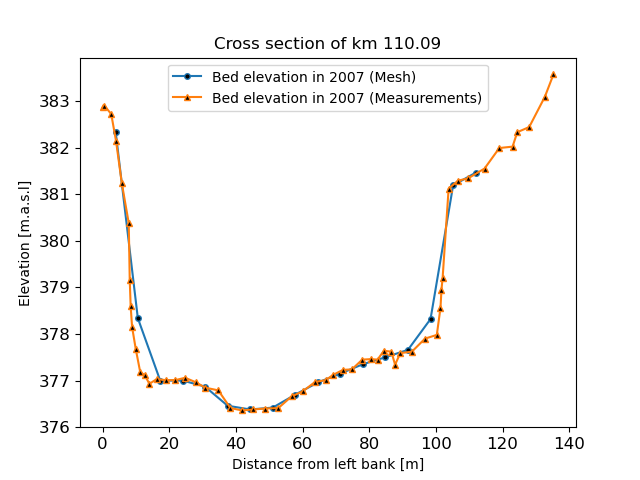 Cross section of km 110.09
Bed elevation in 2007 (Mesh)
Bed elevation in 2007 (Measurements)
Elevation [m.a.s.l]
383
382
381
380
379
378
377
376
0 20 40 60 80 100 120 140
Distance from left bank [m]